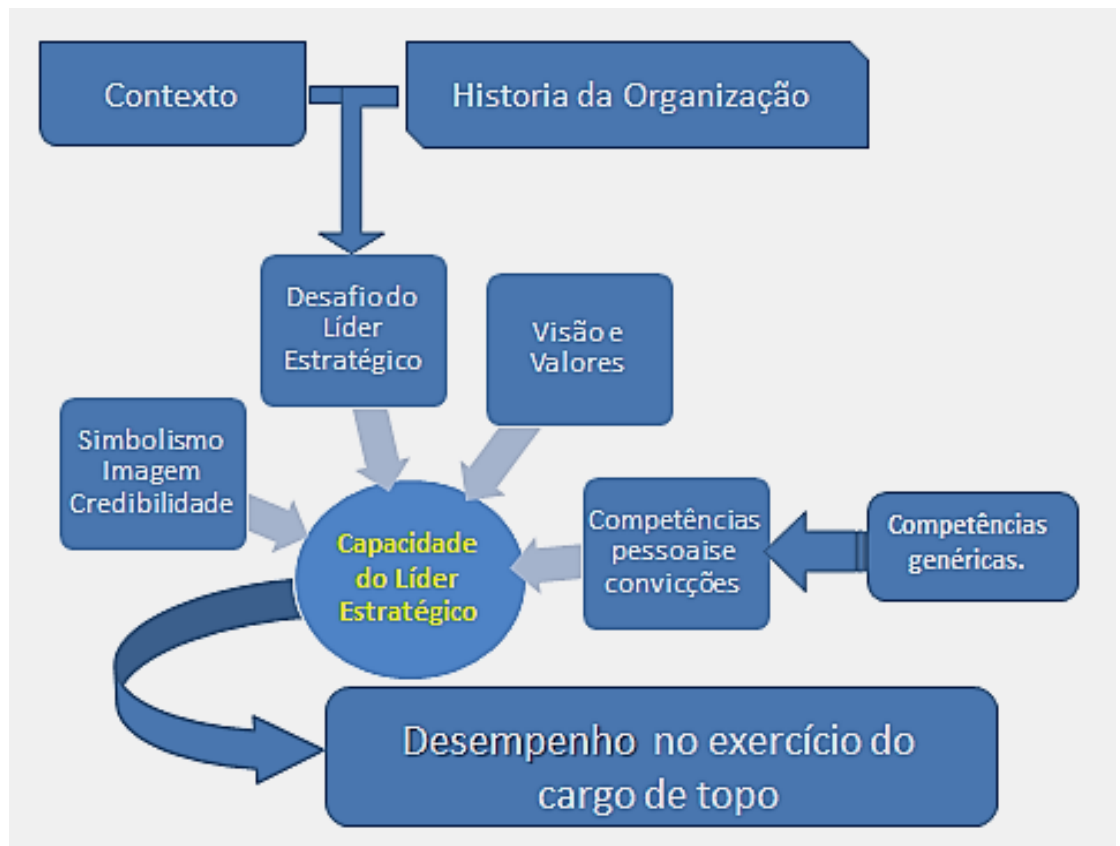 Contexto
Historia da Organização
Desafio do
Líder
Estratégico
Visão e
Valores
Simbolismo
Imagem
Credibilidade
Capacidade
do Líder
Estratégico
Competências
pessoaise
convicções
Competências
genéricas.
Desempenho no exercício do
cargo de topo